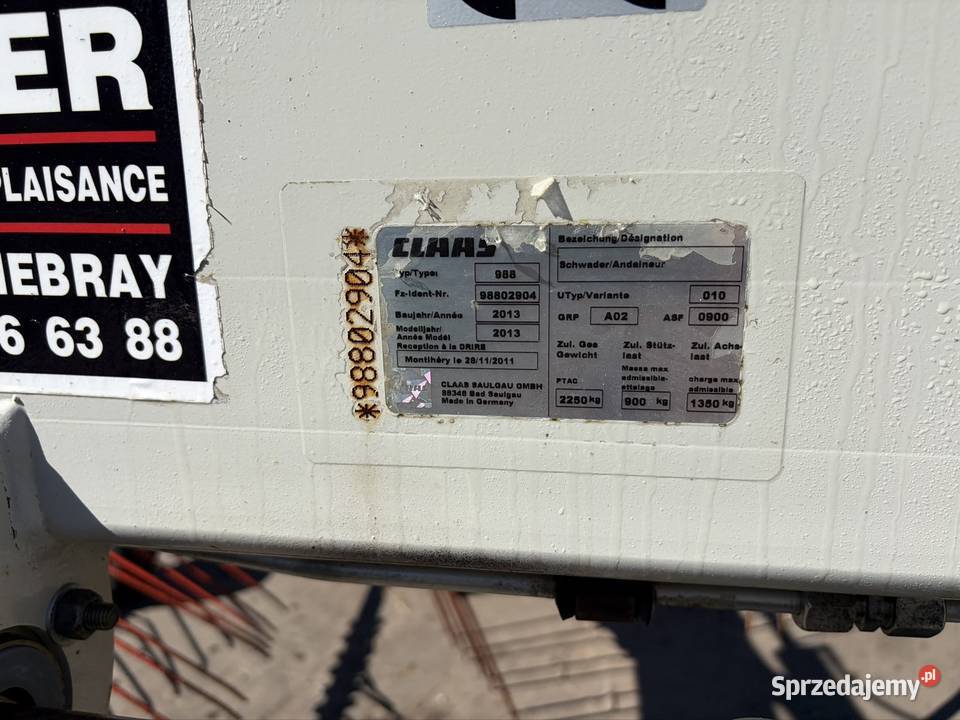 ER
PLAISANCE
NEBRAY
6 63 88
*98802904*
CLAAS
Typ/Type: 988
Fz-Ident-Nr. 98802904
Baujahr/Année 2013
Modelljahr/
Année Model 2013
Reception à la DRIRE
Montlhéry le 28/11/2011
CLAAS SAULGAU GMBH
88348 Bad Saulgau
Made in Germany
Bezeichung/Désignation
Schwader/Andaineur
UTyp/Variante 010
GRP A02 ASF 0900
Zul. Ges
Gewicht
PTAC
2250 kg
Zul. Stütz-
last
Masse max
admissible-
attelage
900 kg
Zul. Achs-
last
charge max
admissible
1350 kg
Sprzedajemy.pl